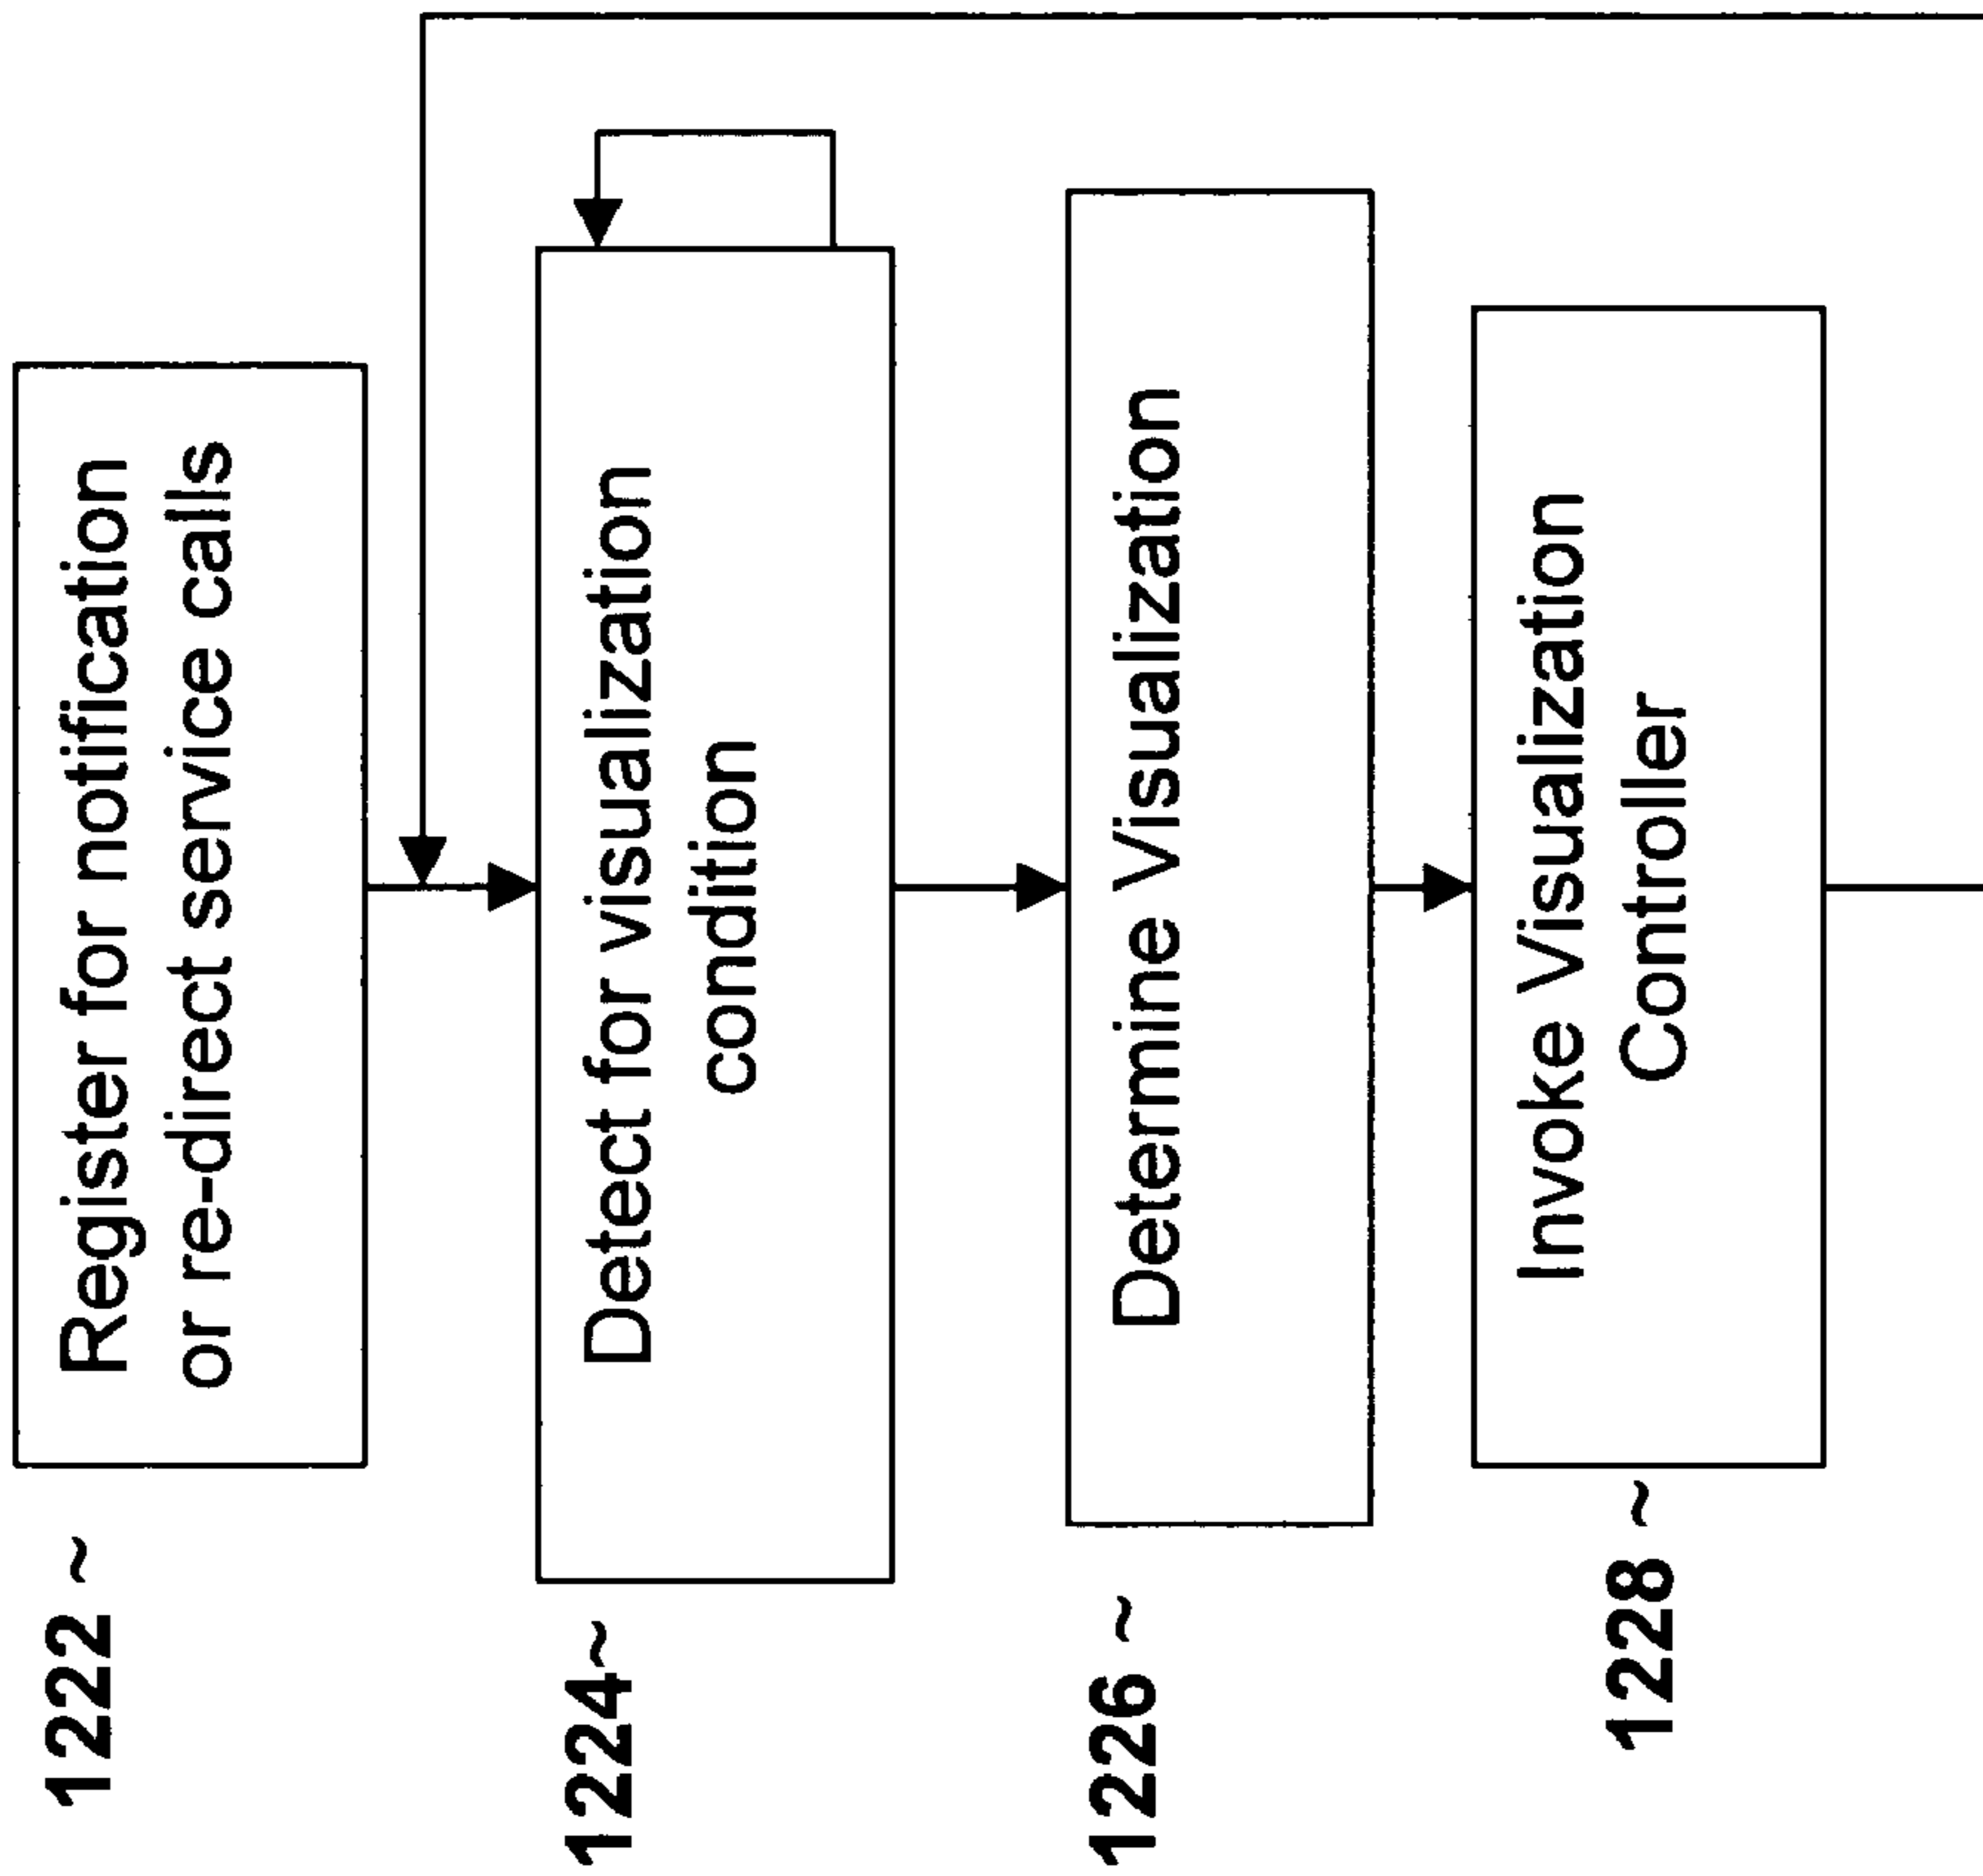 1222 ~
Register for notification
or re-direct service calls
1224~
Detect for visualization
condition
1226 ~
Determine Visualization
1228 ~
Invoke Visualization
Controller